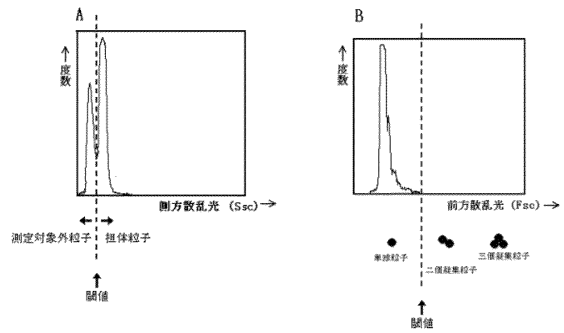 A
↑度数
側方散乱光 (Ssc) →
測定対象外粒子 担体粒子
閾値
B
↑度数
前方散乱光 (Fsc) →
単独粒子
二個凝集粒子
三個凝集粒子
閾値